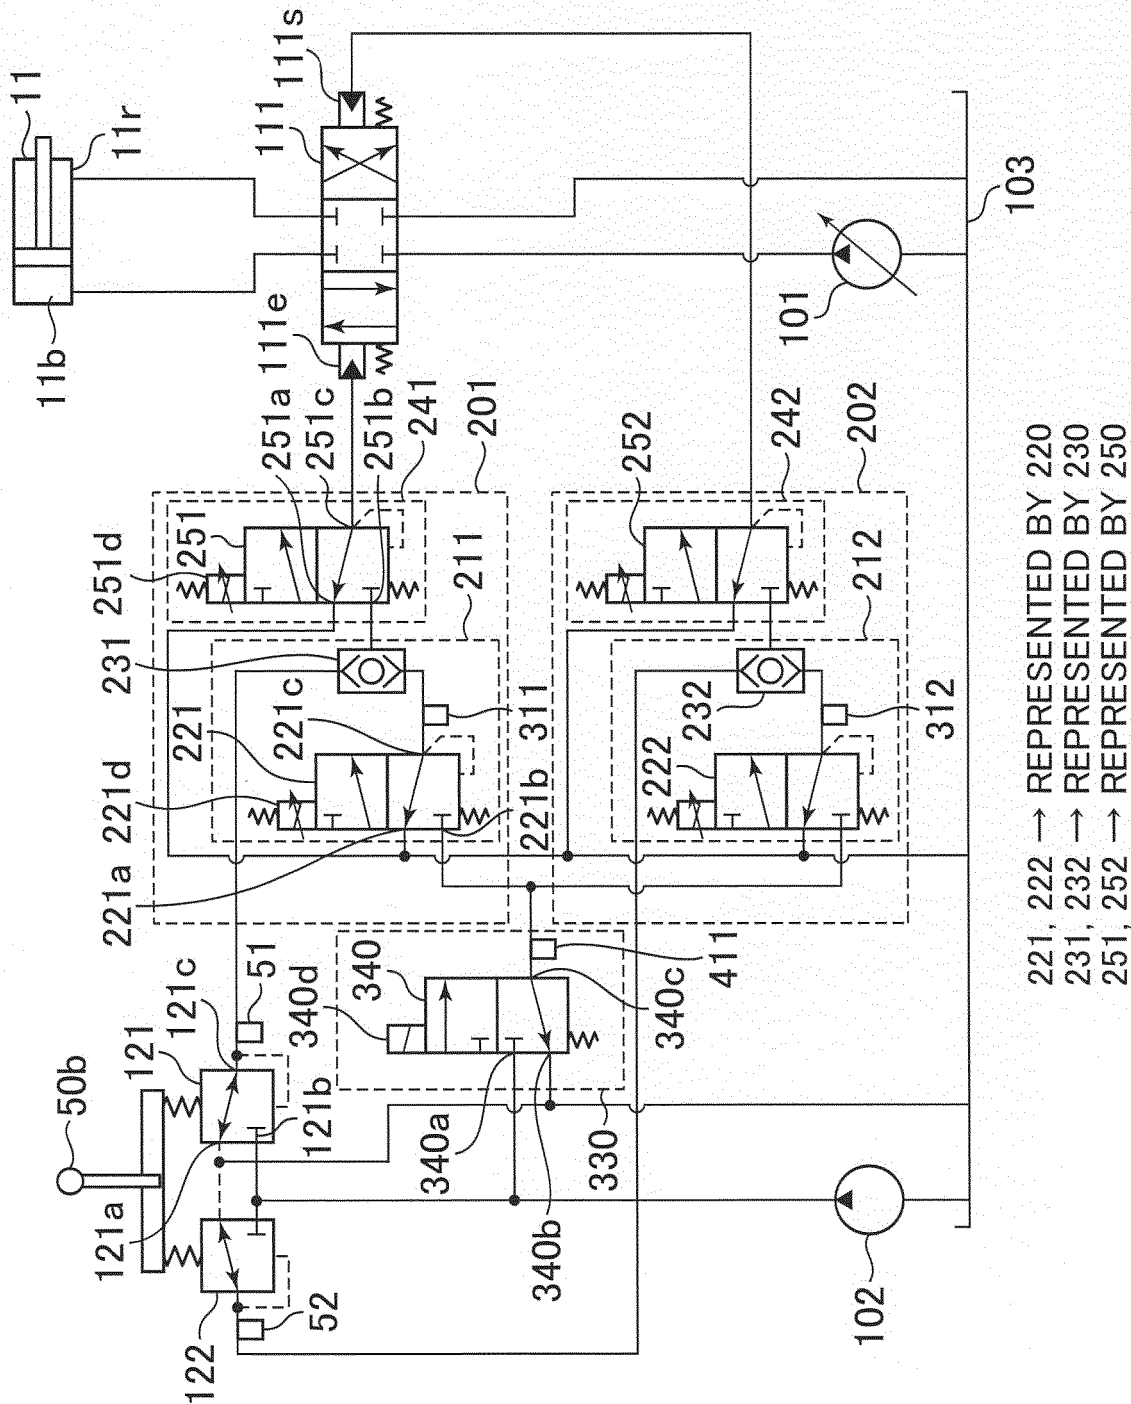 11
11r
11b
111s
111
111e
251a
251c
251b
241
201
251
251d
211
231
221
221c
221d
311
221b
221a
252
242
202
212
232
222
312
101
103
50b
121
121c
51
121b
121a
122
52
340d
340
411
340c
340a
330
340b
102
221, 222 → REPRESENTED BY 220
231, 232 → REPRESENTED BY 230
251, 252 → REPRESENTED BY 250